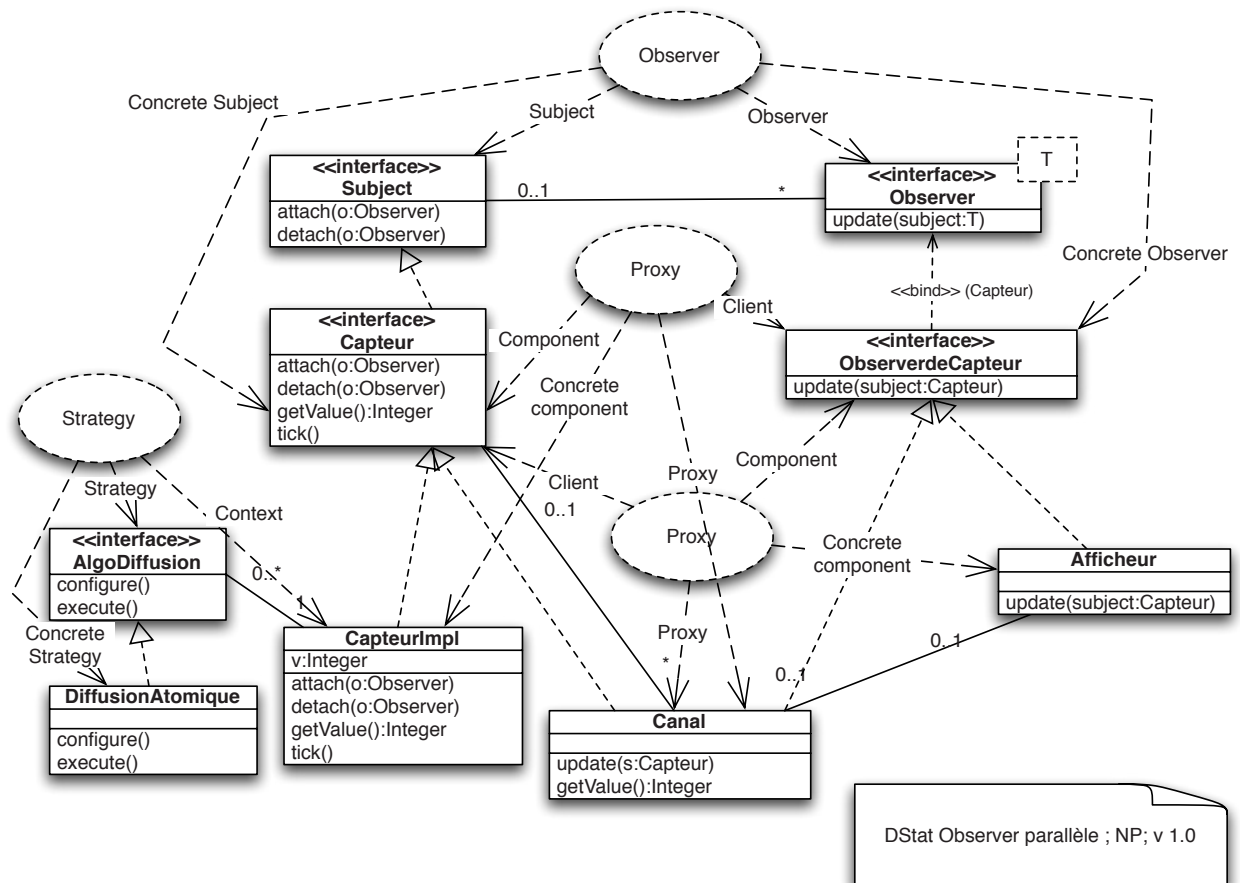 Observer
Concrete Subject
Subject
Observer
<<interface>>
Subject
attach(o:Observer)
detach(o:Observer)
0..1
*
T
<<interface>>
Observer
update(subject:T)
Proxy
Concrete Observer
<<bind>> (Capteur)
Client
<<interface>
Capteur
attach(o:Observer)
detach(o:Observer)
getValue():Integer
tick()
Component
Concrete
component
<<interface>>
ObserverdeCapteur
update(subject:Capteur)
Strategy
Strategy
Context
Client
0..1
Proxy
Component
Proxy
Concrete
component
<<interface>>
AlgoDiffusion
configure()
execute()
0..*
1
Afficheur
update(subject:Capteur)
Concrete
Strategy
CapteurImpl
v:Integer
attach(o:Observer)
detach(o:Observer)
getValue():Integer
tick()
Proxy
*
0..1
0..1
DiffusionAtomique
configure()
execute()
Canal
update(s:Capteur)
getValue():Integer
DStat Observer parallèle ; NP; v 1.0